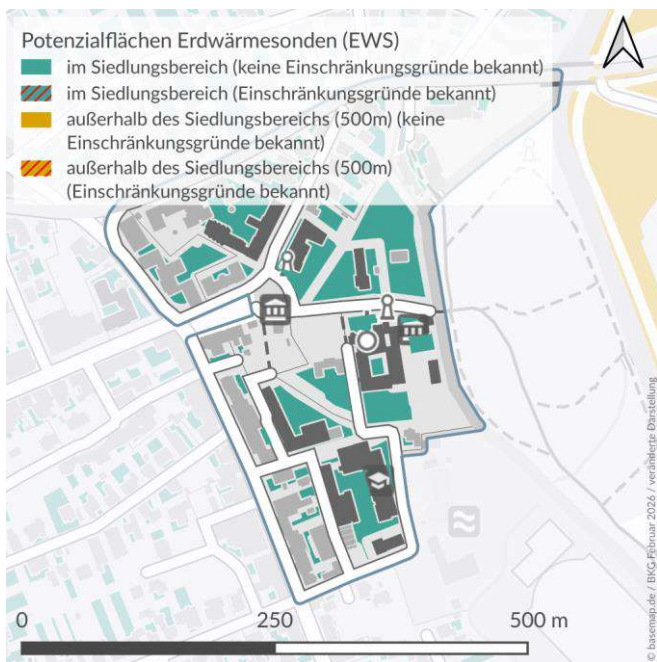 Potenzialflächen Erdwärmesonden (EWS)
im Siedlungsbereich (keine Einschränkungsgründe bekannt)
im Siedlungsbereich (Einschränkungsgründe bekannt)
außerhalb des Siedlungsbereichs (500m) (keine
Einschränkungsgründe bekannt)
außerhalb des Siedlungsbereichs (500m)
(Einschränkungsgründe bekannt)
0 250 500 m
© basemap.de / BKG Februar 2026 / veränderte Darstellung